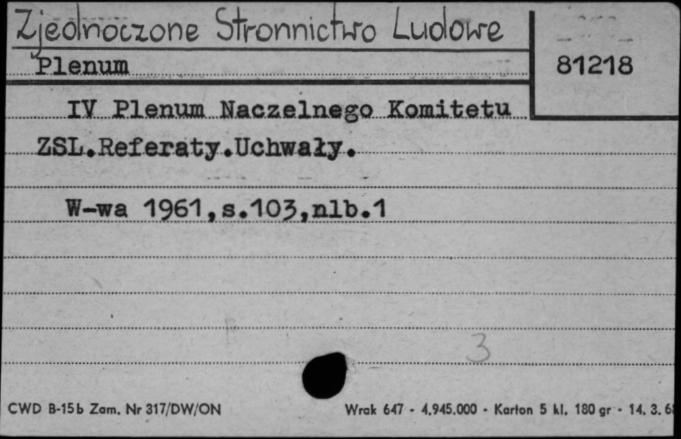 Zjednoczone Stronnictwo Ludowe
Plenum
81218
IV Plenum Naczelnego Komitetu
ZSL.Referaty.Uchwały.
W-wa 1961,s.103,nlb.1
3
CWD B-15b Zam. Nr 317/DW/ON
Wrak 647 - 4.945.000 - Karton 5 kl. 180 gr - 14. 3. 6